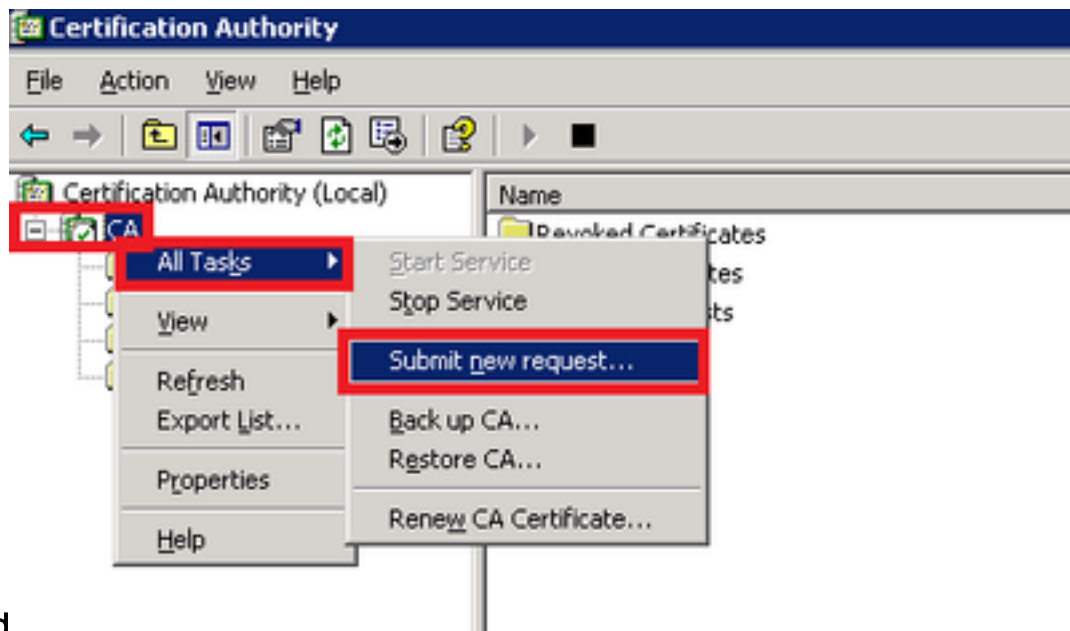 Certification Authority
File Action View Help
Certification Authority (Local)
Name
CA
Revoked Certificates
All Tasks
Start Service
tes
Stop Service
sts
View
Submit new request...
Refresh
Export List...
Back up CA...
Restore CA...
Properties
Renew CA Certificate...
Help
d